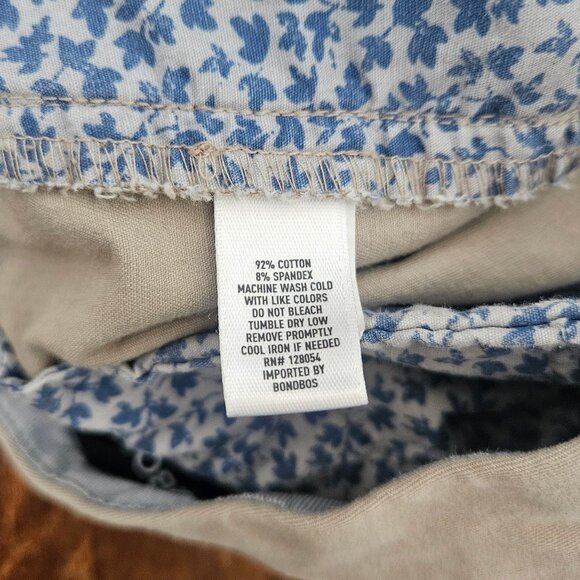 92% COTTON
8% SPANDEX
MACHINE WASH COLD
WITH LIKE COLORS
DO NOT BLEACH
TUMBLE DRY LOW
REMOVE PROMPTLY
COOL IRON IF NEEDED
RN# 128054
IMPORTED BY
BONOBOS